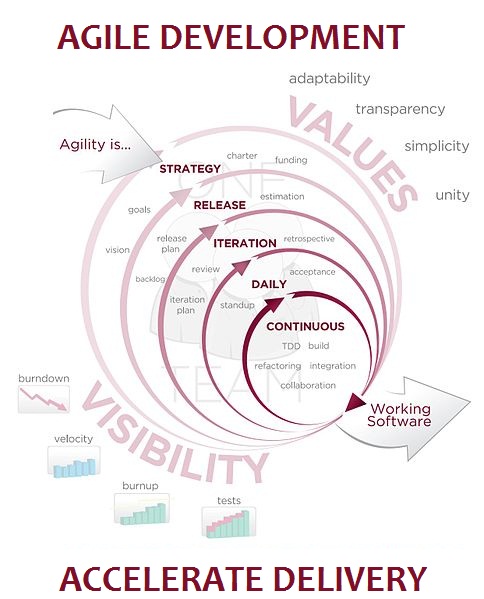 AGILE DEVELOPMENT
adaptability
transparency
simplicity
unity
VALUES
Agility is...
STRATEGY
charter
funding
goals
vision
RELEASE
estimation
release
plan
backlog
ITERATION
retrospective
review
acceptance
iteration
plan
DAILY
standup
CONTINUOUS
TDD build
refactoring integration
collaboration
ONE
TEAM
Working
Software
VISIBILITY
burndown
velocity
burnup
tests
ACCELERATE DELIVERY